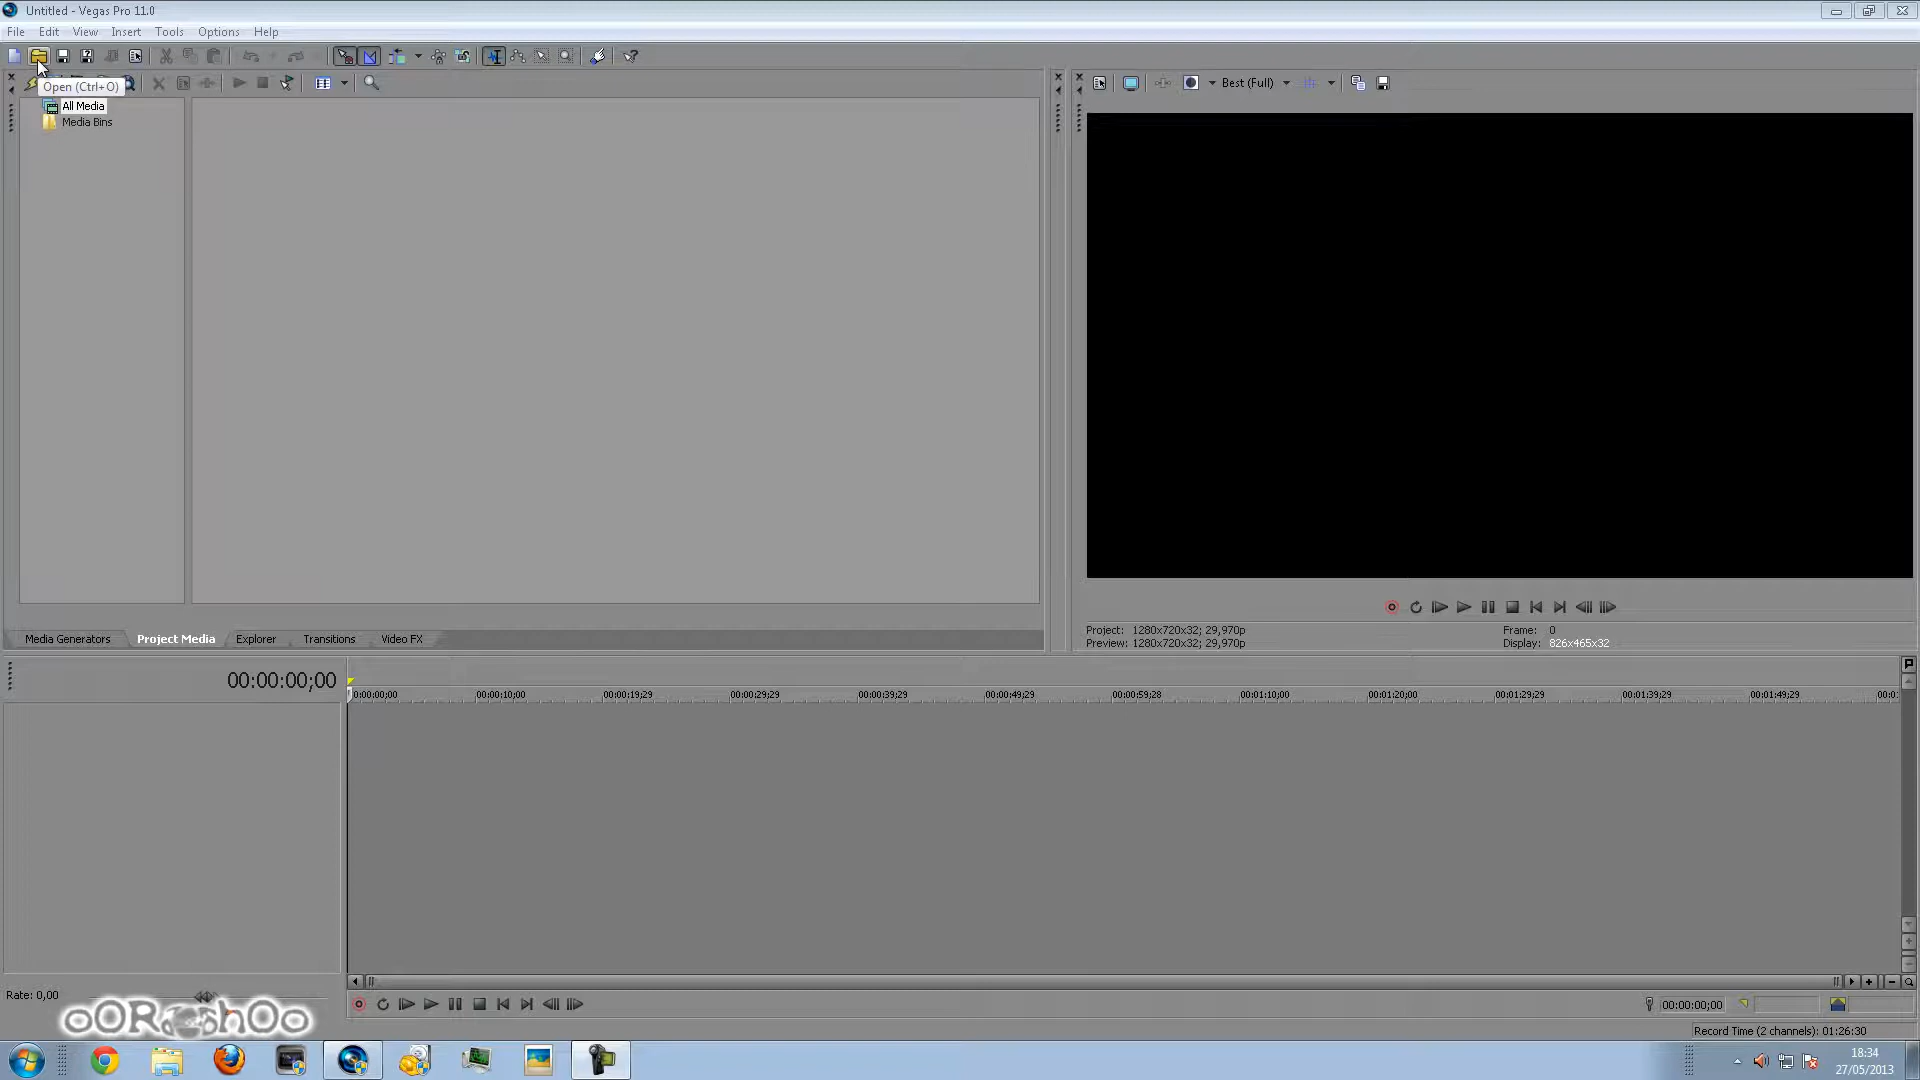 Untitled - Vegas Pro 11.0
File Edit View Insert Tools Options Help
Open (Ctrl+O)
Best (Full)
All Media
Media Bins
Project: 1280x720x32; 29,970p
Frame: 0
Preview: 1280x720x32; 29,970p
Display: 826x465x32
Media Generators Project Media Explorer Transitions Video FX
00:00:00;00
0:00:00;00 00:00:10;00 00:00:19;29 00:00:29;29 00:00:39;29 00:00:49;29 00:00:59;28 00:01:10;00 00:01:20;00 00:01:29;29 00:01:39;29 00:01:49;29 00:0
Rate: 0,00
00:00:00;00
Record Time (2 channels): 01:26:30
18:34
27/05/2013